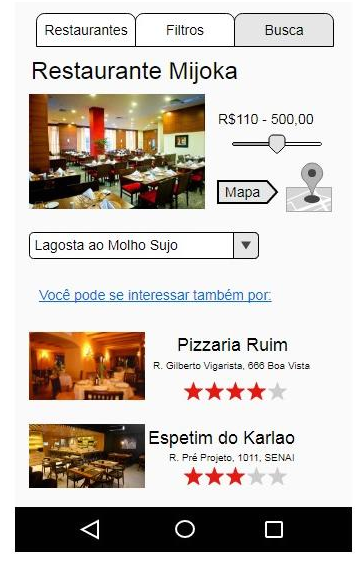 Restaurantes Filtros Busca
Restaurante Mijoka
R$110 - 500,00
Mapa
Lagosta ao Molho Sujo
Você pode se interessar também por:
Pizzaria Ruim
R. Gilberto Vigarista, 666 Boa Vista
Espetim do Karlao
R. Pré Projeto, 1011, SENAI